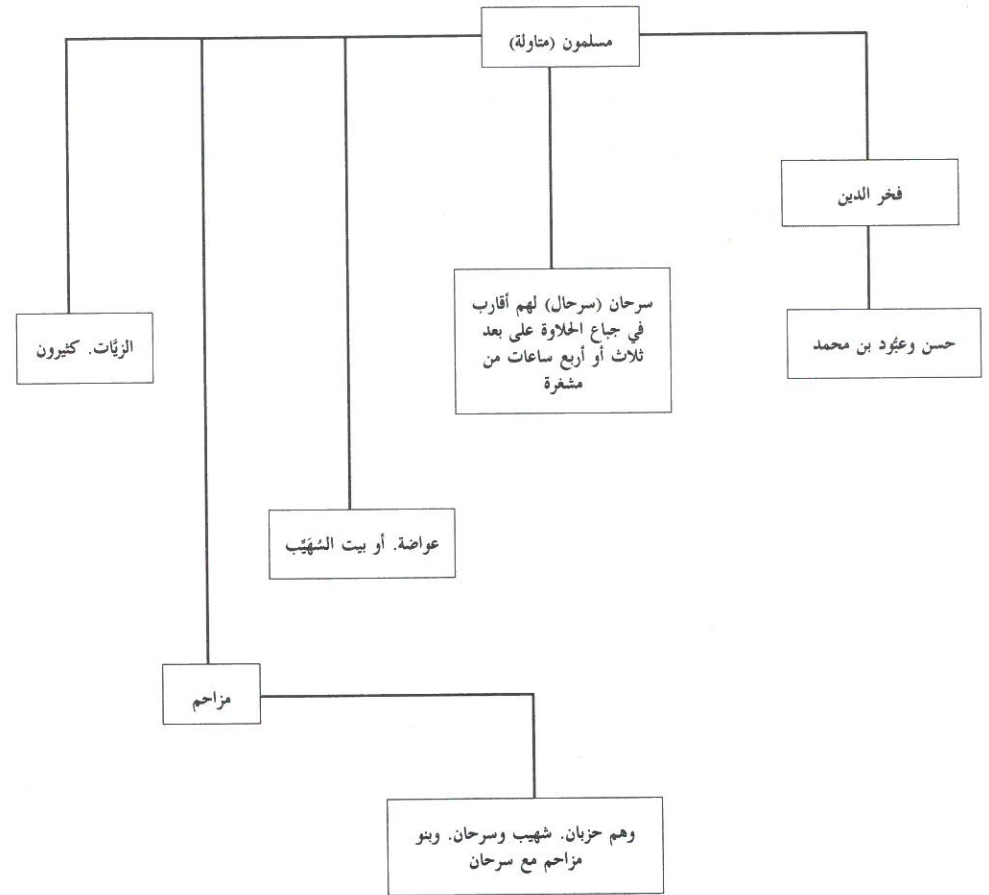 مسلمون (متاولة)
فخر الدين
حسن وعبُّود بن محمد
سرحان (سرحال) لهم أقارب
في جباع الحلاوة على بعد
ثلاث أو أربع ساعات من
مشغرة
الزيَّات. كثيرون
عواضة. أو بيت السُهَيِّب
مزاحم
وهم حزبان. شهيب وسرحان. وبنو
مزاحم مع سرحان